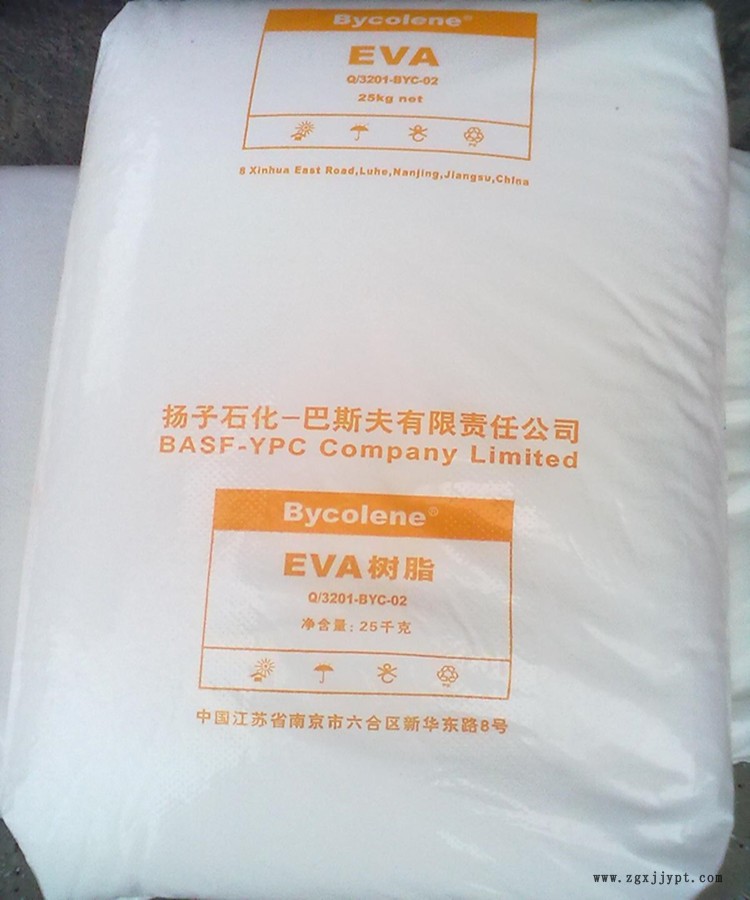 Bycolene®
EVA
Q/3201-BYC-02
25kg net
8 Xinhua East Road,Luhe,Nanjing,Jiangsu,China
扬子石化-巴斯夫有限责任公司
BASF-YPC Company Limited
Bycolene®
EVA树脂
Q/3201-BYC-02
净含量: 25千克
中国江苏省南京市六合区新华东路8号
www.zgxjjypt.com